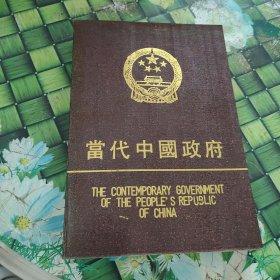 當代中國政府
THE CONTEMPORARY GOVERNMENT
OF THE PEOPLE'S REPUBLIC
OF CHINA